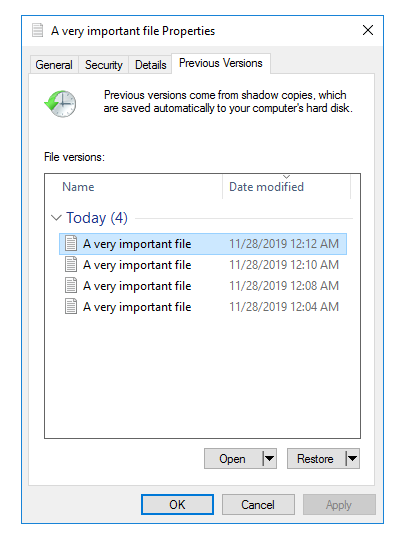 A very important file Properties
General Security Details Previous Versions
Previous versions come from shadow copies, which
are saved automatically to your computer's hard disk.
File versions:
Name Date modified
Today (4)
A very important file 11/28/2019 12:12 AM
A very important file 11/28/2019 12:10 AM
A very important file 11/28/2019 12:08 AM
A very important file 11/28/2019 12:04 AM
Open Restore
OK Cancel Apply